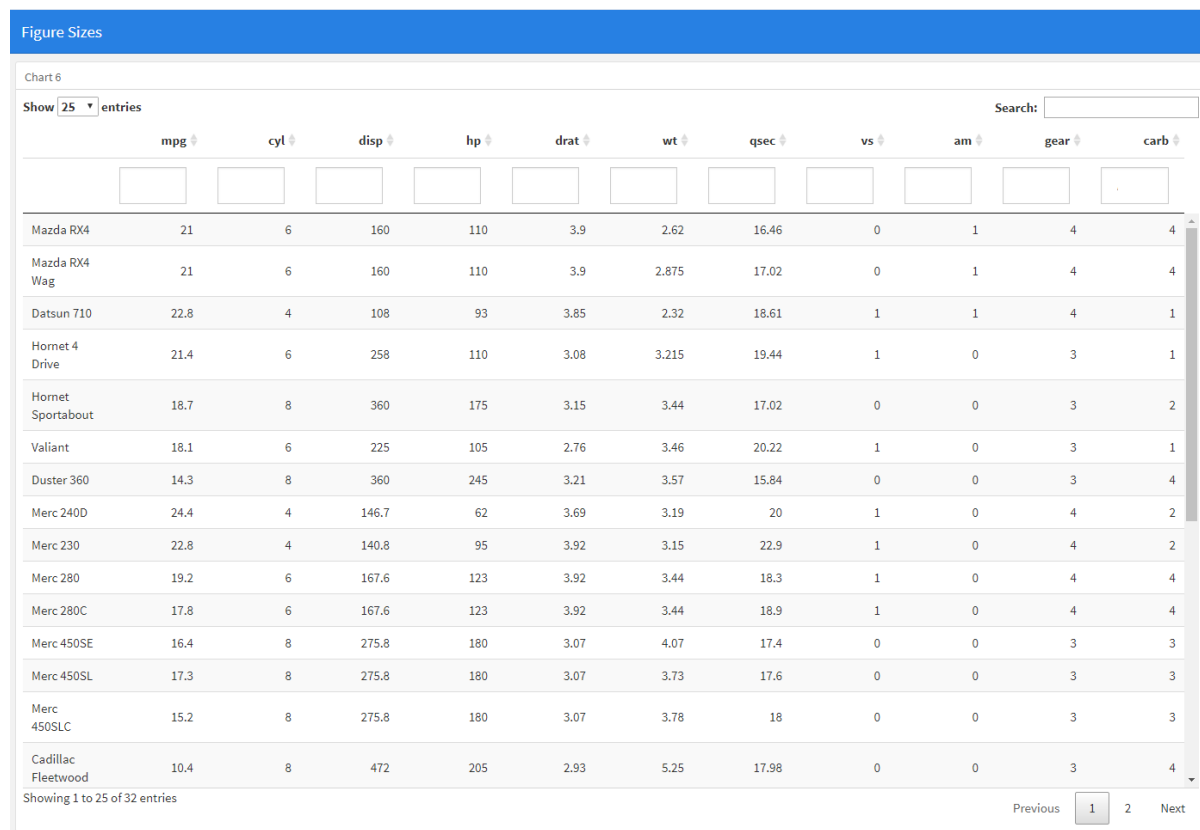 Figure Sizes
Chart 6
Show 25 entries Search:
mpg cyl disp hp drat wt qsec vs am gear carb
Mazda RX4 21 6 160 110 3.9 2.62 16.46 0 1 4 4
Mazda RX4
Wag 21 6 160 110 3.9 2.875 17.02 0 1 4 4
Datsun 710 22.8 4 108 93 3.85 2.32 18.61 1 1 4 1
Hornet 4
Drive 21.4 6 258 110 3.08 3.215 19.44 1 0 3 1
Hornet
Sportabout 18.7 8 360 175 3.15 3.44 17.02 0 0 3 2
Valiant 18.1 6 225 105 2.76 3.46 20.22 1 0 3 1
Duster 360 14.3 8 360 245 3.21 3.57 15.84 0 0 3 4
Merc 240D 24.4 4 146.7 62 3.69 3.19 20 1 0 4 2
Merc 230 22.8 4 140.8 95 3.92 3.15 22.9 1 0 4 2
Merc 280 19.2 6 167.6 123 3.92 3.44 18.3 1 0 4 4
Merc 280C 17.8 6 167.6 123 3.92 3.44 18.9 1 0 4 4
Merc 450SE 16.4 8 275.8 180 3.07 4.07 17.4 0 0 3 3
Merc 450SL 17.3 8 275.8 180 3.07 3.73 17.6 0 0 3 3
Merc
450SLC 15.2 8 275.8 180 3.07 3.78 18 0 0 3 3
Cadillac
Fleetwood 10.4 8 472 205 2.93 5.25 17.98 0 0 3 4
Showing 1 to 25 of 32 entries
Previous 1 2 Next